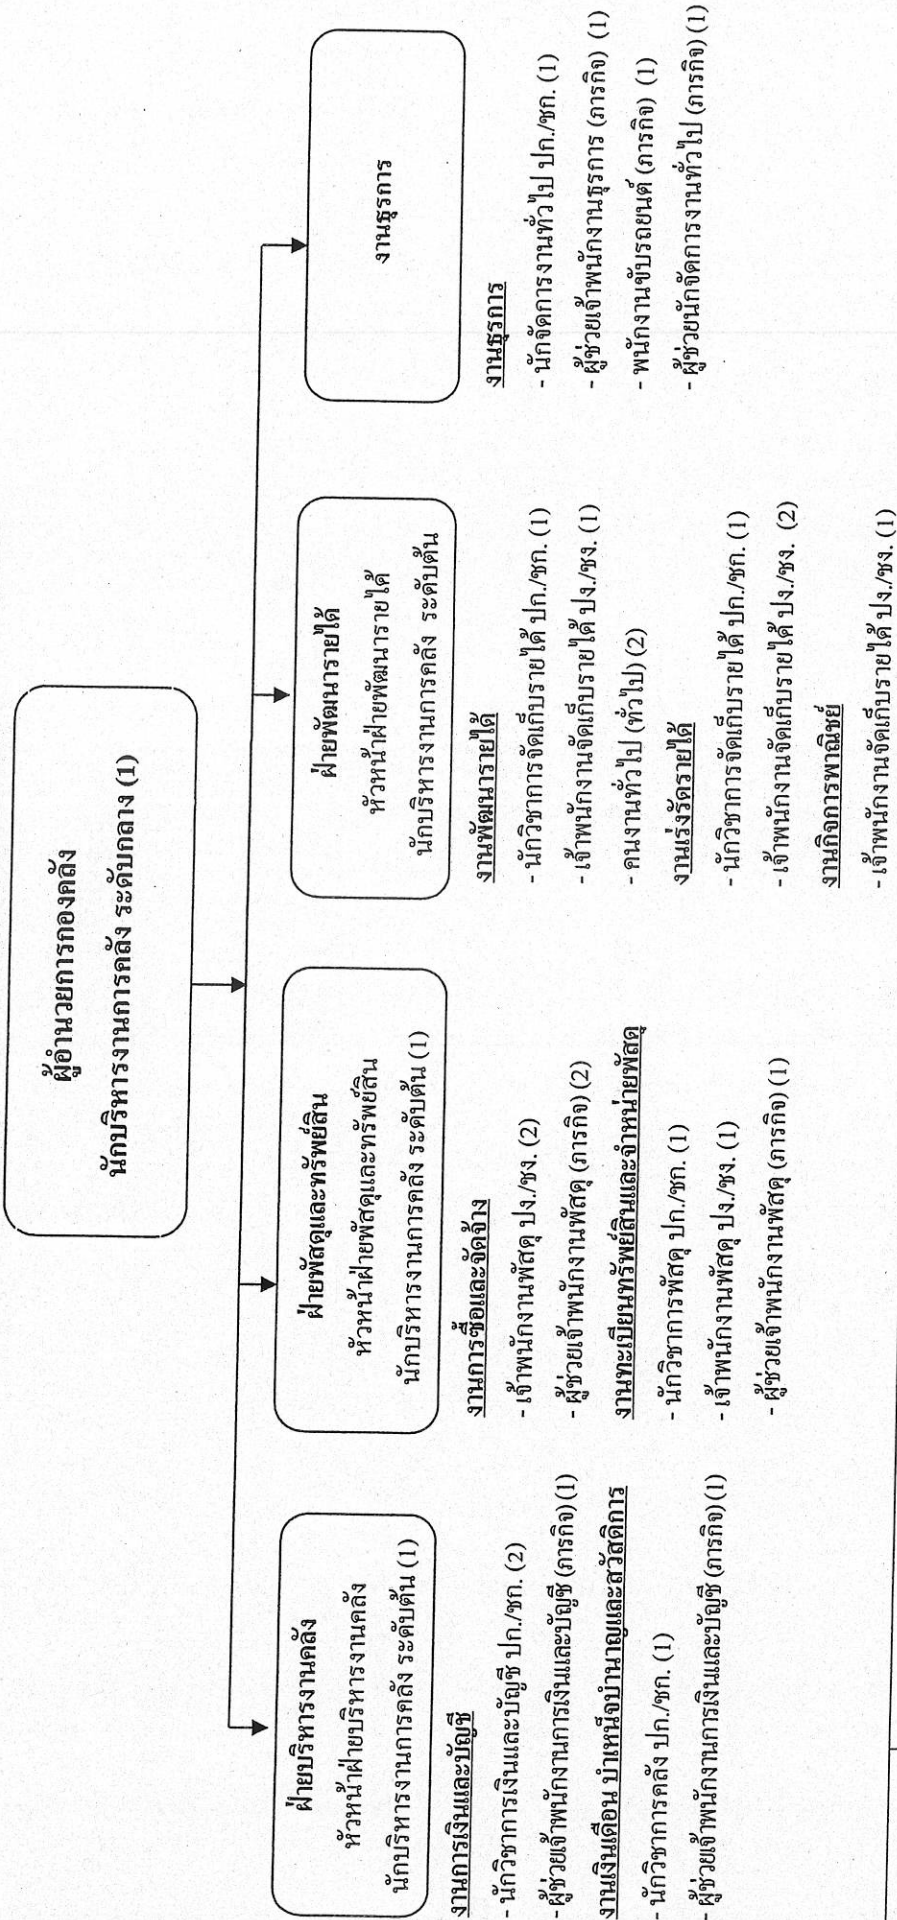 ผู้อำนวยการกองคลัง
นักบริหารงานการคลัง ระดับกลาง (1)
ฝ่ายบริหารงานคลัง
หัวหน้าฝ่ายบริหารงานคลัง
นักบริหารงานการคลัง ระดับต้น (1)
งานการเงินและบัญชี
- นักวิชาการเงินและบัญชี ปก./ชก. (2)
- ผู้ช่วยเจ้าพนักงานการเงินและบัญชี (ภารกิจ) (1)
งานเงินเดือน บำเหน็จบำนาญและสวัสดิการ
- นักวิชาการคลัง ปก./ชก. (1)
- ผู้ช่วยเจ้าพนักงานการเงินและบัญชี (ภารกิจ) (1)
ฝ่ายพัสดุและทรัพย์สิน
หัวหน้าฝ่ายพัสดุและทรัพย์สิน
นักบริหารงานการคลัง ระดับต้น (1)
งานการซื้อและจัดจ้าง
- เจ้าพนักงานพัสดุ ปง./ชง. (2)
- ผู้ช่วยเจ้าพนักงานพัสดุ (ภารกิจ) (2)
งานทะเบียนทรัพย์สินและจำหน่ายพัสดุ
- นักวิชาการพัสดุ ปก./ชก. (1)
- เจ้าพนักงานพัสดุ ปง./ชง. (1)
- ผู้ช่วยเจ้าพนักงานพัสดุ (ภารกิจ) (1)
ฝ่ายพัฒนารายได้
หัวหน้าฝ่ายพัฒนารายได้
นักบริหารงานการคลัง ระดับต้น
งานพัฒนารายได้
- นักวิชาการจัดเก็บรายได้ ปก./ชก. (1)
- เจ้าพนักงานจัดเก็บรายได้ ปง./ชง. (1)
- คนงานทั่วไป (ทั่วไป) (2)
งานเร่งรัดรายได้
- นักวิชาการจัดเก็บรายได้ ปก./ชก. (1)
- เจ้าพนักงานจัดเก็บรายได้ ปง./ชง. (2)
งานกิจการพาณิชย์
- เจ้าพนักงานจัดเก็บรายได้ ปง./ชง. (1)
งานธุรการ
งานธุรการ
- นักจัดการงานทั่วไป ปก./ชก. (1)
- ผู้ช่วยเจ้าพนักงานธุรการ (ภารกิจ) (1)
- พนักงานขับรถยนต์ (ภารกิจ) (1)
- ผู้ช่วยนักจัดการงานทั่วไป (ภารกิจ) (1)